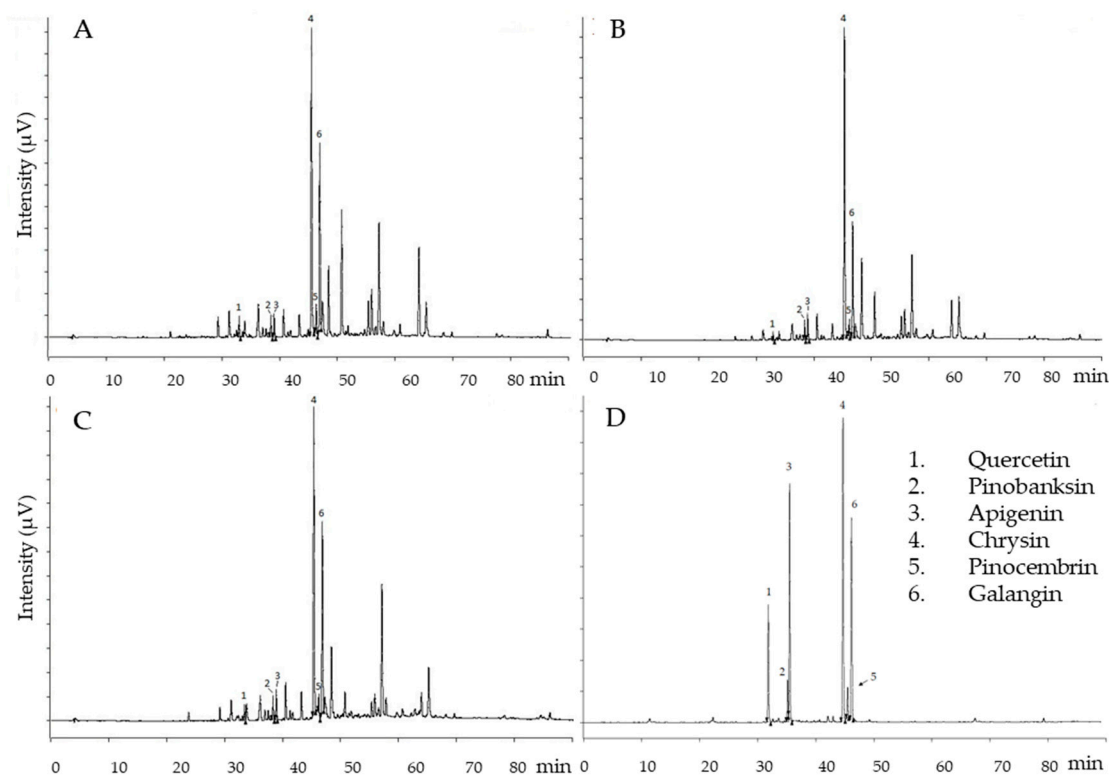 A
4
6
1
2
3
5
Intensity (µV)
0 10 20 30 40 50 60 70 80 min
B
4
6
1
2
3
5
0 10 20 30 40 50 60 70 80 min
C
4
6
1
2
3
5
Intensity (µV)
0 10 20 30 40 50 60 70 80 min
D
4
3
6
1
2
5
1. Quercetin
2. Pinobanksin
3. Apigenin
4. Chrysin
5. Pinocembrin
6. Galangin
0 10 20 30 40 50 60 70 80 min